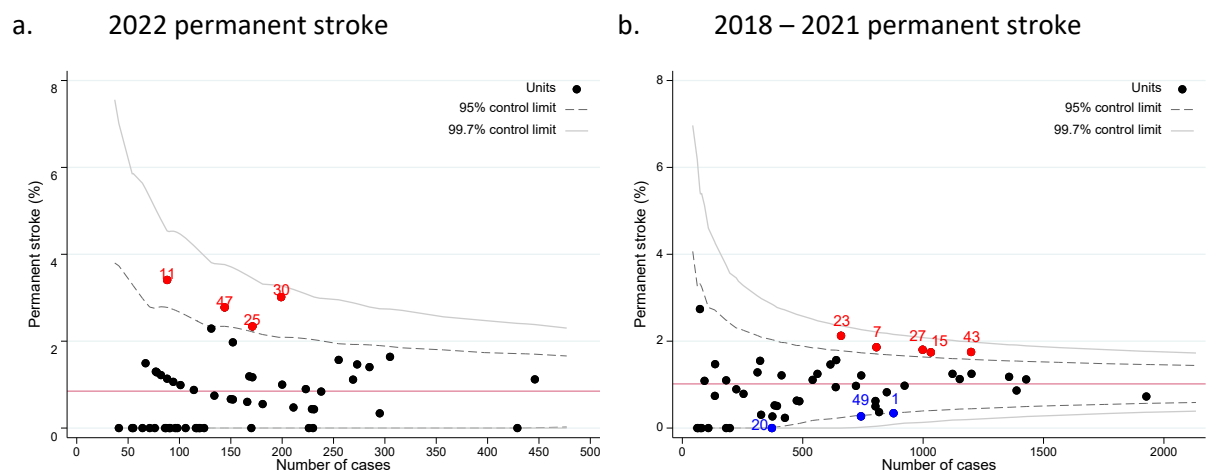 a. 2022 permanent stroke
8
6
4
2
0
Permanent stroke (%)
Units
95% control limit
99.7% control limit
11
47
30
25
0 50 100 150 200 250 300 350 400 450 500
Number of cases
b. 2018 – 2021 permanent stroke
8
6
4
2
0
Permanent stroke (%)
Units
95% control limit
99.7% control limit
23
7
27
15
43
49
1
20
0 500 1000 1500 2000
Number of cases